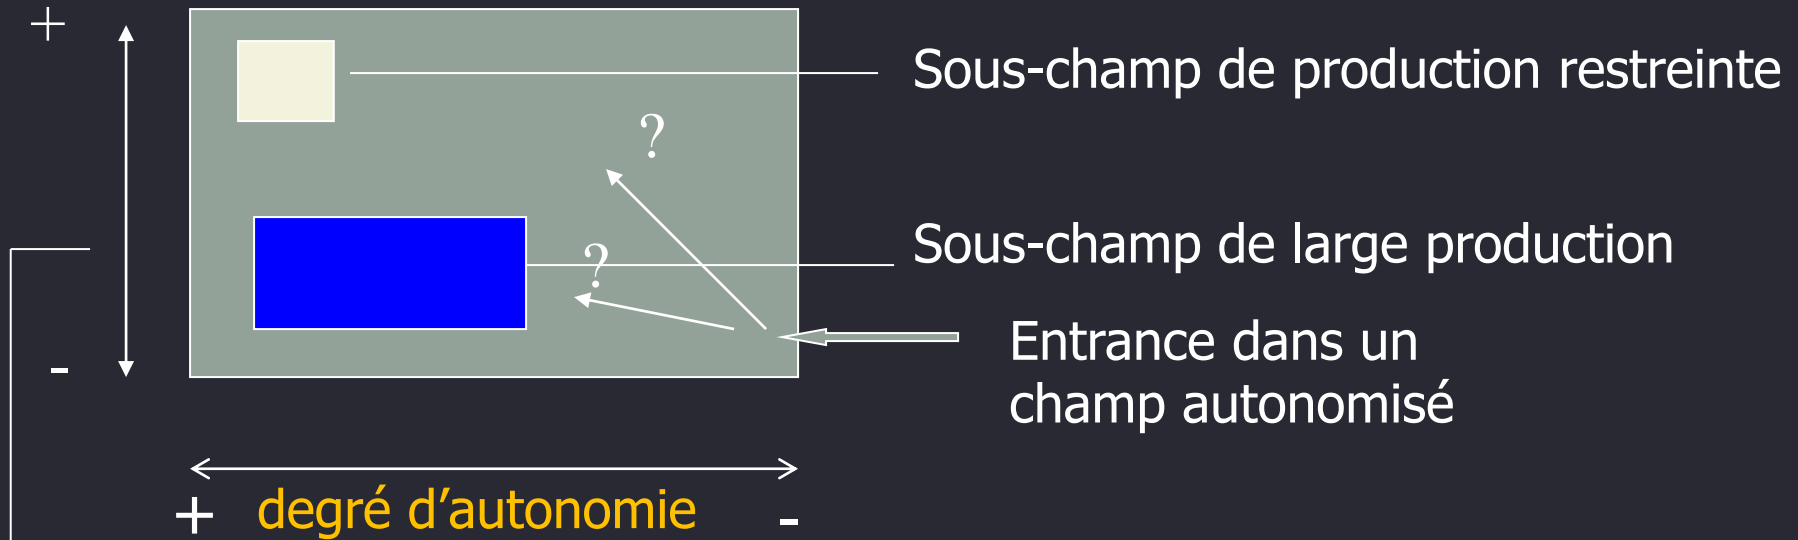 +
Sous-champ de production restreinte
?
Sous-champ de large production
?
Entrance dans un
champ autonomisé
-
+ degré d’autonomie -